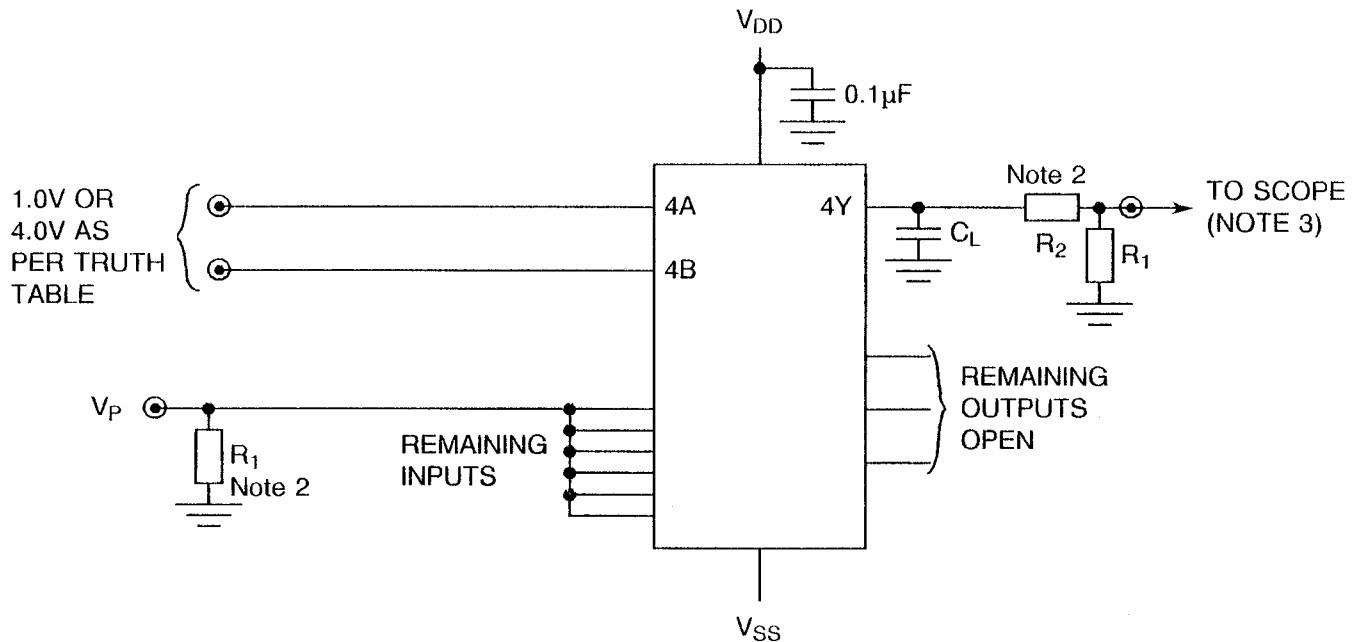 V_DD
0.1µF
1.0V OR
4.0V AS
PER TRUTH
TABLE
4A
4B
4Y
C_L
Note 2
R_2
R_1
TO SCOPE
(NOTE 3)
V_P
R_1
Note 2
REMAINING
INPUTS
REMAINING
OUTPUTS
OPEN
V_SS